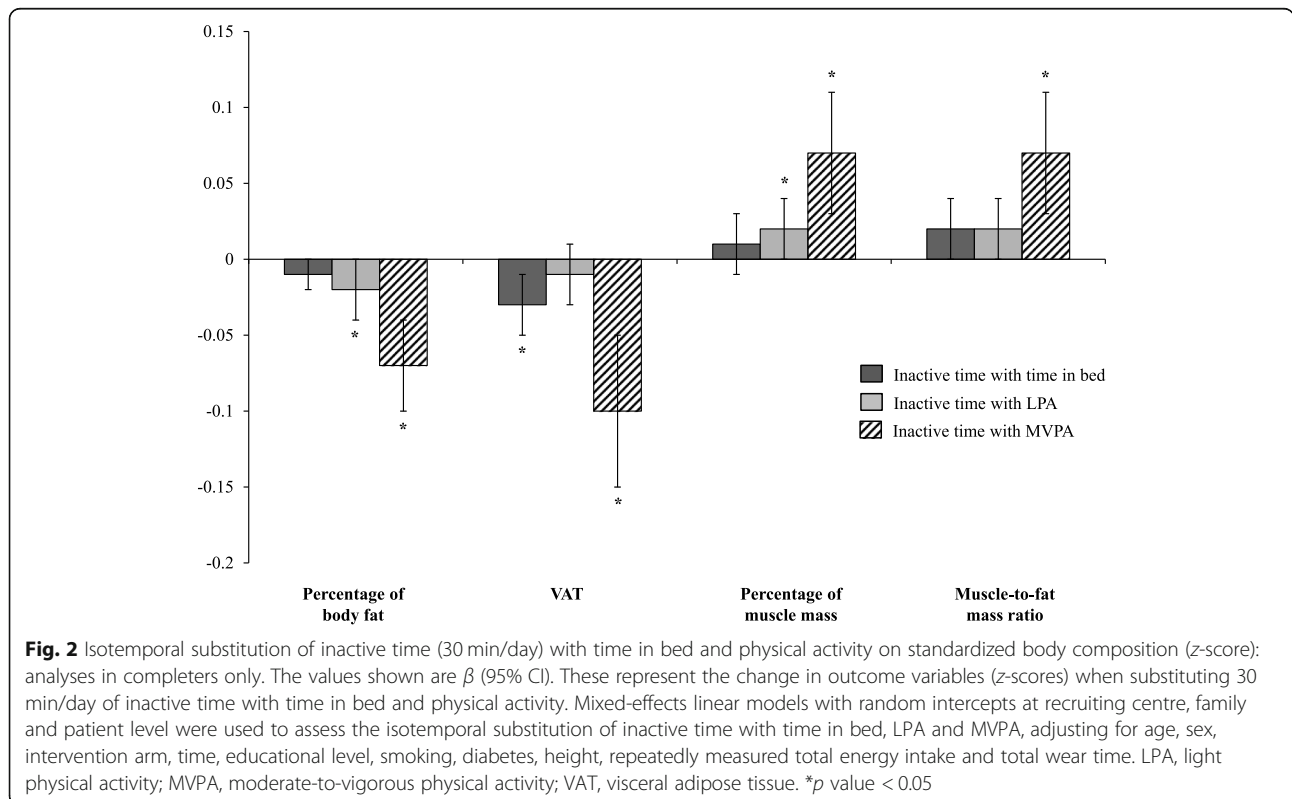 0.15
0.1
0.05
0
-0.05
-0.1
-0.15
-0.2
*
*
*
*
*
*
*
Inactive time with time in bed
Inactive time with LPA
Inactive time with MVPA
Percentage of
body fat
VAT
Percentage of
muscle mass
Muscle-to-fat
mass ratio
Fig. 2 Isotemporal substitution of inactive time (30 min/day) with time in bed and physical activity on standardized body composition (z-score):
analyses in completers only. The values shown are β (95% CI). These represent the change in outcome variables (z-scores) when substituting 30
min/day of inactive time with time in bed and physical activity. Mixed-effects linear models with random intercepts at recruiting centre, family
and patient level were used to assess the isotemporal substitution of inactive time with time in bed, LPA and MVPA, adjusting for age, sex,
intervention arm, time, educational level, smoking, diabetes, height, repeatedly measured total energy intake and total wear time. LPA, light
physical activity; MVPA, moderate-to-vigorous physical activity; VAT, visceral adipose tissue. *p value < 0.05